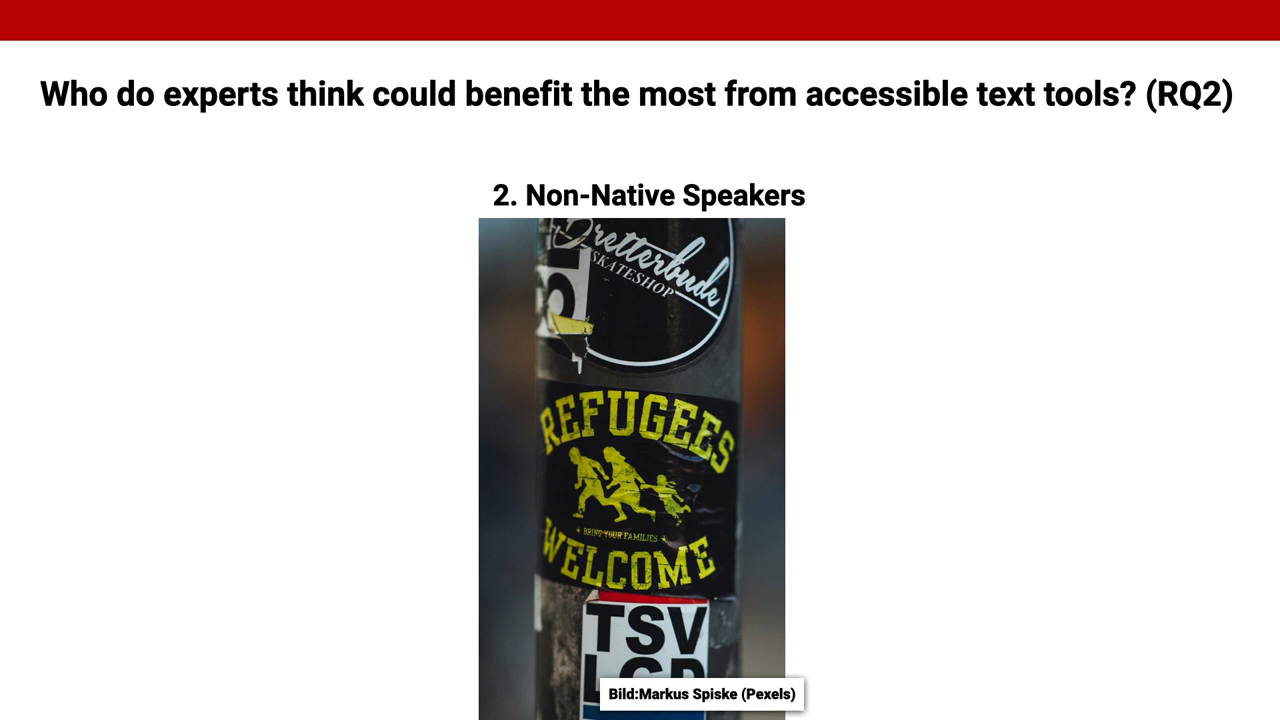 Who do experts think could benefit the most from accessible text tools? (RQ2)
2. Non-Native Speakers
Bretterbude
SKATESHOP
REFUGEES
BRING YOUR FAMILIES
WELCOME
TSV
Bild:Markus Spiske (Pexels)